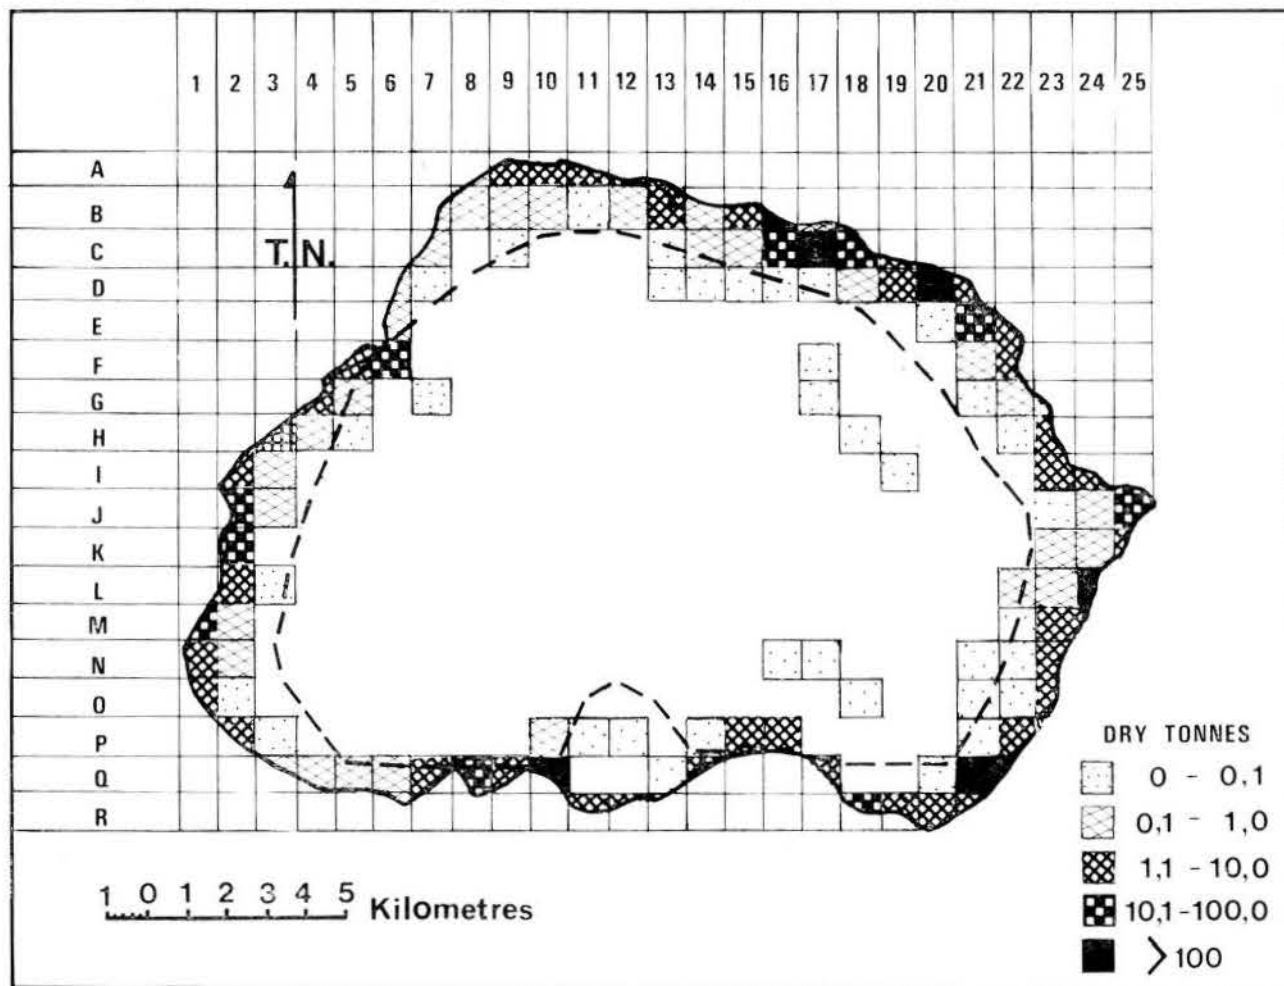 1 2 3 4 5 6 7 8 9 10 11 12 13 14 15 16 17 18 19 20 21 22 23 24 25
A
B
C
T.N.
D
E
F
G
H
I
J
K
L
M
N
O
P
Q
R
DRY TONNES
0 - 0,1
0,1 - 1,0
1,1 - 10,0
10,1-100,0
>100
1 0 1 2 3 4 5 Kilometres